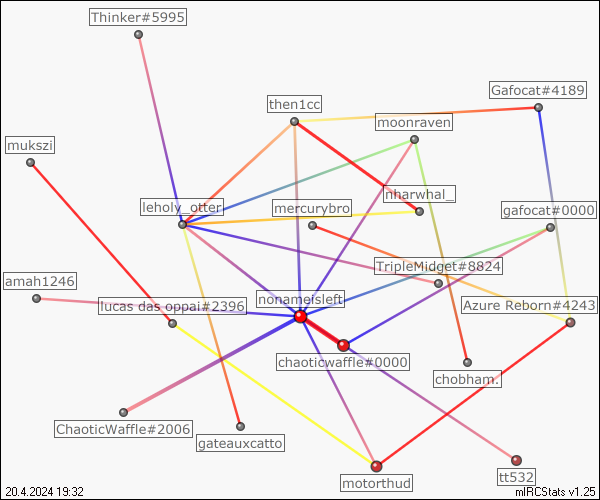 Thinker#5995
Gafocat#4189
then1cc
moonraven
mukszi
marwhal_
leholy_otter
mercurybro
gafocat#0000
TripleMidget#8824
amah1246
nonameisleft
lucas das oppai#2396
Azure Reborn#4243
chaoticwaffle#0000
chobham.
ChaoticWaffle#2006
gateauxcatto
motorthud
tt532
20.4.2024 19:32
mIRCStats v1.25